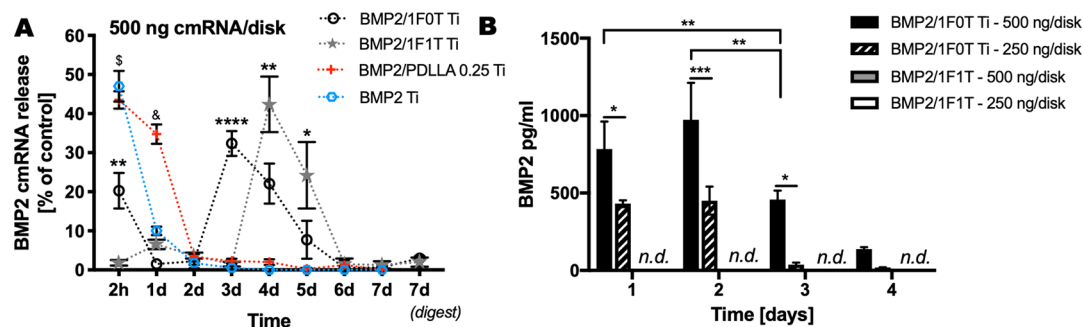 A
500 ng cmRNA/disk
BMP2/1F0T Ti
BMP2/1F1T Ti
BMP2/PDLLA 0.25 Ti
BMP2 Ti
BMP2 cmRNA release
[% of control]
60
50
40
30
20
10
0
$
**
&
****
**
*
2h 1d 2d 3d 4d 5d 6d 7d 7d
(digest)
Time
B
BMP2/1F0T Ti - 500 ng/disk
BMP2/1F0T Ti - 250 ng/disk
BMP2/1F1T - 500 ng/disk
BMP2/1F1T - 250 ng/disk
BMP2 pg/ml
1500
1000
500
0
**
**
*
***
*
n.d. n.d. n.d. n.d.
1 2 3 4
Time [days]